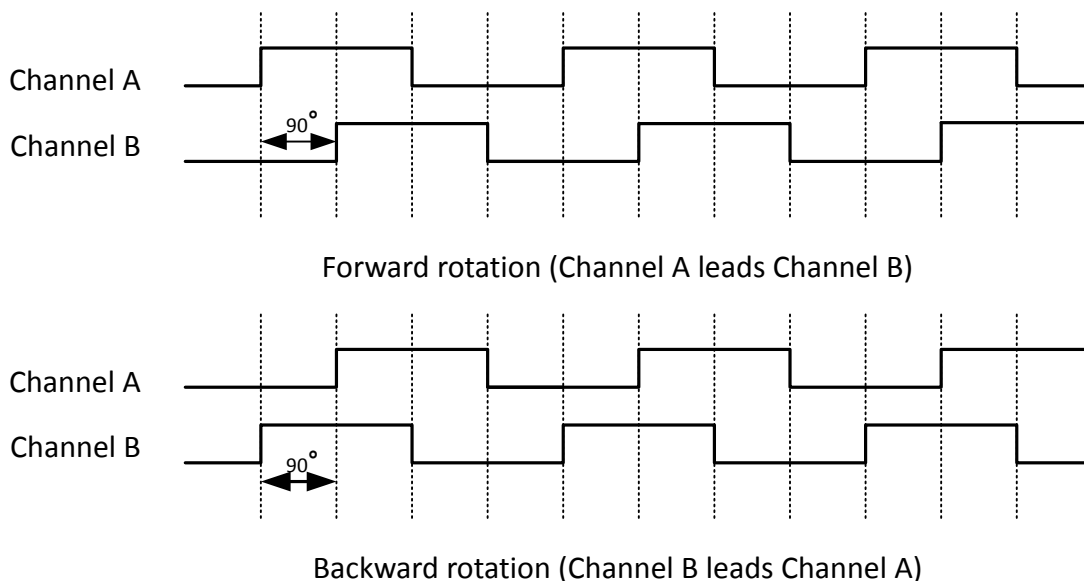 Channel A
90°
Channel B
Forward rotation (Channel A leads Channel B)
Channel A
Channel B
90°
Backward rotation (Channel B leads Channel A)